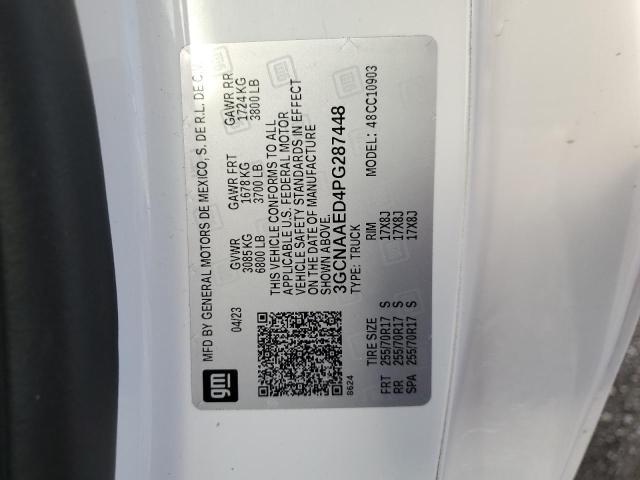 MFD BY GENERAL MOTORS DE MEXICO, S. DE R.L. DE C.
04/23
GVWR GAWR FRT GAWR RR
3085 KG 1678 KG 1724 KG
6800 LB 3700 LB 3800 LB
THIS VEHICLE CONFORMS TO ALL
APPLICABLE U.S. FEDERAL MOTOR
VEHICLE SAFETY STANDARDS IN EFFECT
ON THE DATE OF MANUFACTURE
SHOWN ABOVE.
3GCNAAED4PG287448
TYPE: TRUCK MODEL: 48CC10903
gm
8624
TIRE SIZE RIM
FRT 255/70R17 S 17X8J
RR 255/70R17 S 17X8J
SPA 255/70R17 S 17X8J